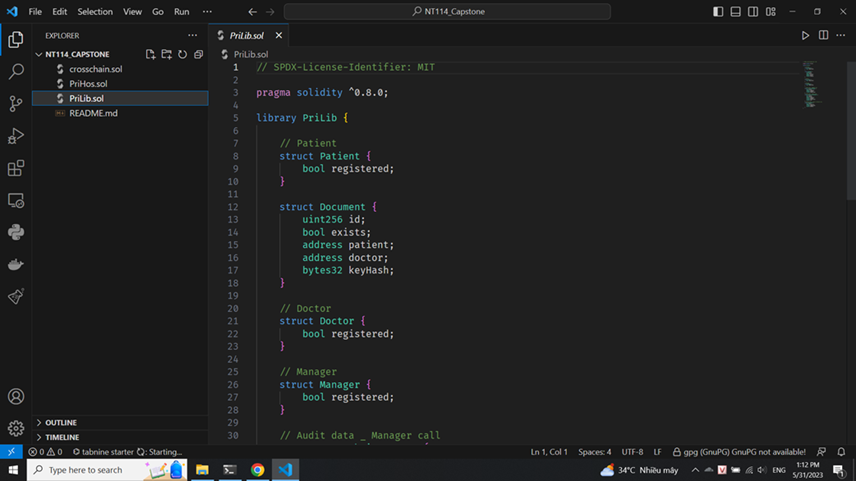 File Edit Selection View Go Run ··· NT114_Capstone
EXPLORER ···
NT114_CAPSTONE
crosschain.sol
PriHos.sol
PriLib.sol
README.md
OUTLINE
TIMELINE
PriLib.sol
PriLib.sol
1 // SPDX-License-Identifier: MIT
2
3 pragma solidity ^0.8.0;
4
5 library PriLib {
6
7 // Patient
8 struct Patient {
9 bool registered;
10 }
11
12 struct Document {
13 uint256 id;
14 bool exists;
15 address patient;
16 address doctor;
17 bytes32 keyHash;
18 }
19
20 // Doctor
21 struct Doctor {
22 bool registered;
23 }
24
25 // Manager
26 struct Manager {
27 bool registered;
28 }
29
30 // Audit data _ Manager call
0 0 tabnine starter Starting... Ln 1, Col 1 Spaces: 4 UTF-8 LF gpg (GnuPG) GnuPG not available!
Type here to search 34°C Nhiều mây V ENG 1:12 PM
5/31/2023